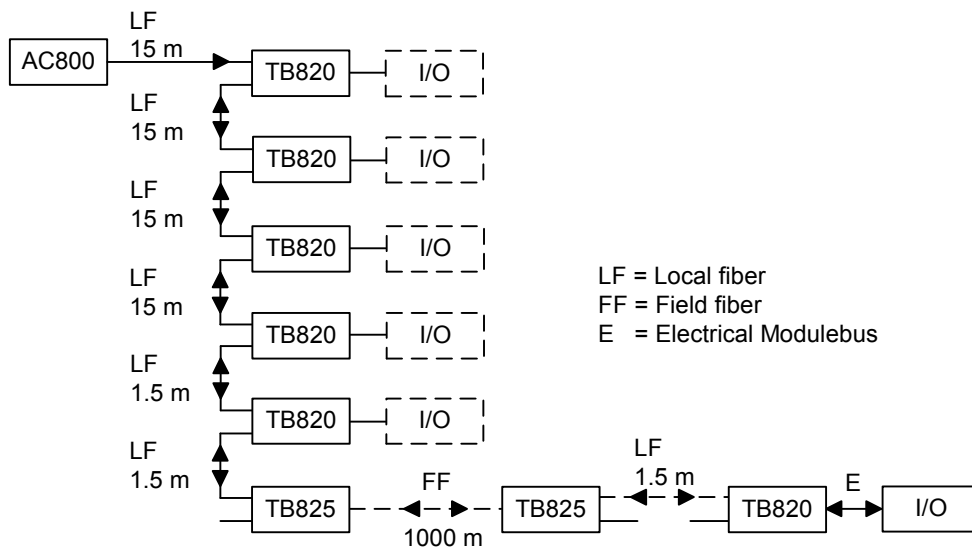 LF
15 m
AC800
TB820
I/O
LF
15 m
TB820
I/O
LF
15 m
TB820
I/O
LF = Local fiber
FF = Field fiber
E = Electrical Modulebus
LF
15 m
TB820
I/O
LF
1.5 m
TB820
I/O
LF
1.5 m
TB825
FF
1000 m
TB825
LF
1.5 m
TB820
E
I/O